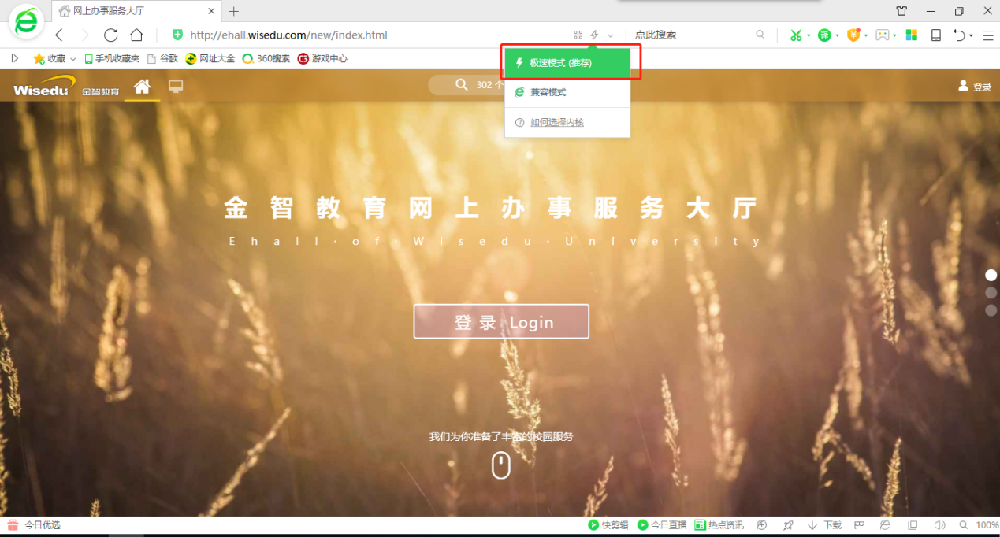 网上办事服务大厅
http://ehall.wisedu.com/new/index.html
点此搜索
译
收藏 手机收藏夹 谷歌 网址大全 360搜索 游戏中心
极速模式 (推荐)
Wisedu 金智教育
302 个
登录
兼容模式
如何选择内核
金智教育网上办事服务大厅
Ehall·of·Wisedu·University
登 录 Login
我们为你准备了丰富的校园服务
今日优选
快剪辑 今日直播 热点资讯 下载 100%